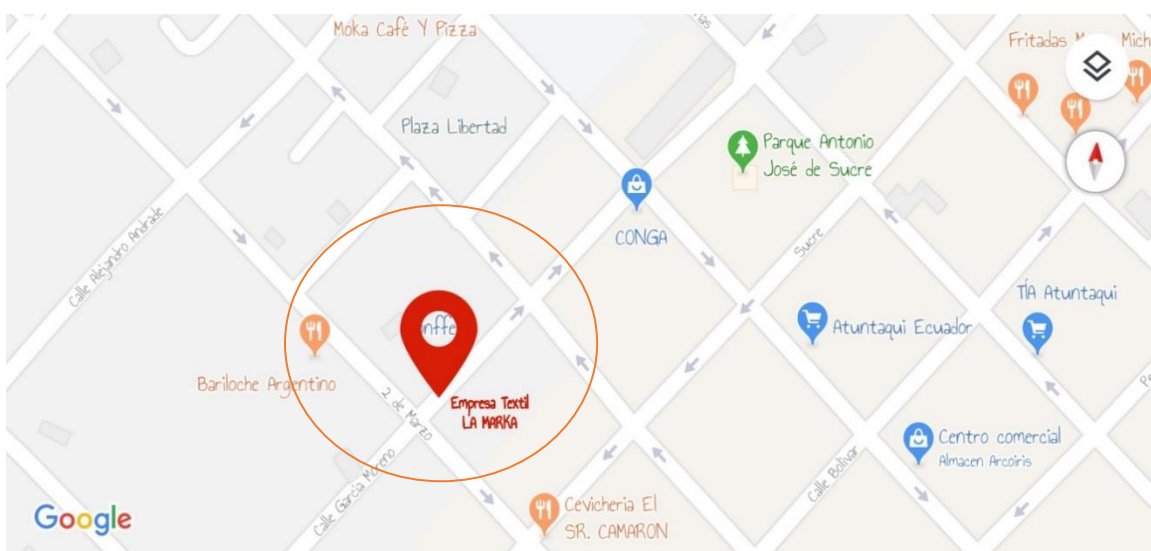 Moka Café Y Pizza
Fritadas
Mich
Plaza Libertad
Parque Antonio
José de Sucre
CONGA
Calle Alejandro Andrade
Sucre
TÍA Atuntaqui
Atuntaqui Ecuador
Bariloche Argentino
2 de Marzo
Empresa Textil
LA MARKA
Calle García Moreno
Calle Bolívar
Centro comercial
Almacen Arcoiris
Cevicheria El
SR. CAMARON
Google